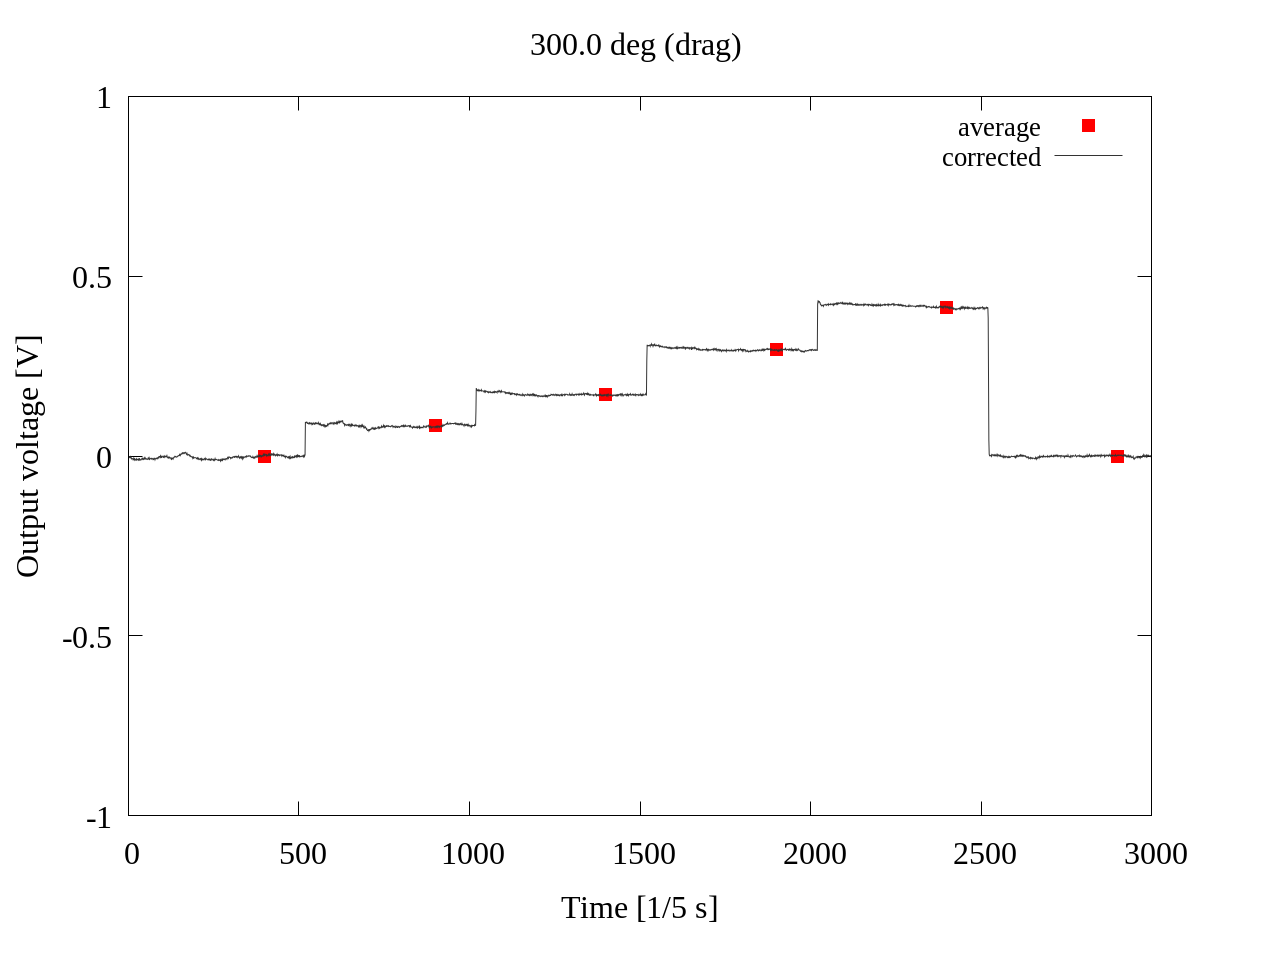 300.0 deg (drag)
1
0.5
0
-0.5
-1
Output voltage [V]
average
corrected
0 500 1000 1500 2000 2500 3000
Time [1/5 s]